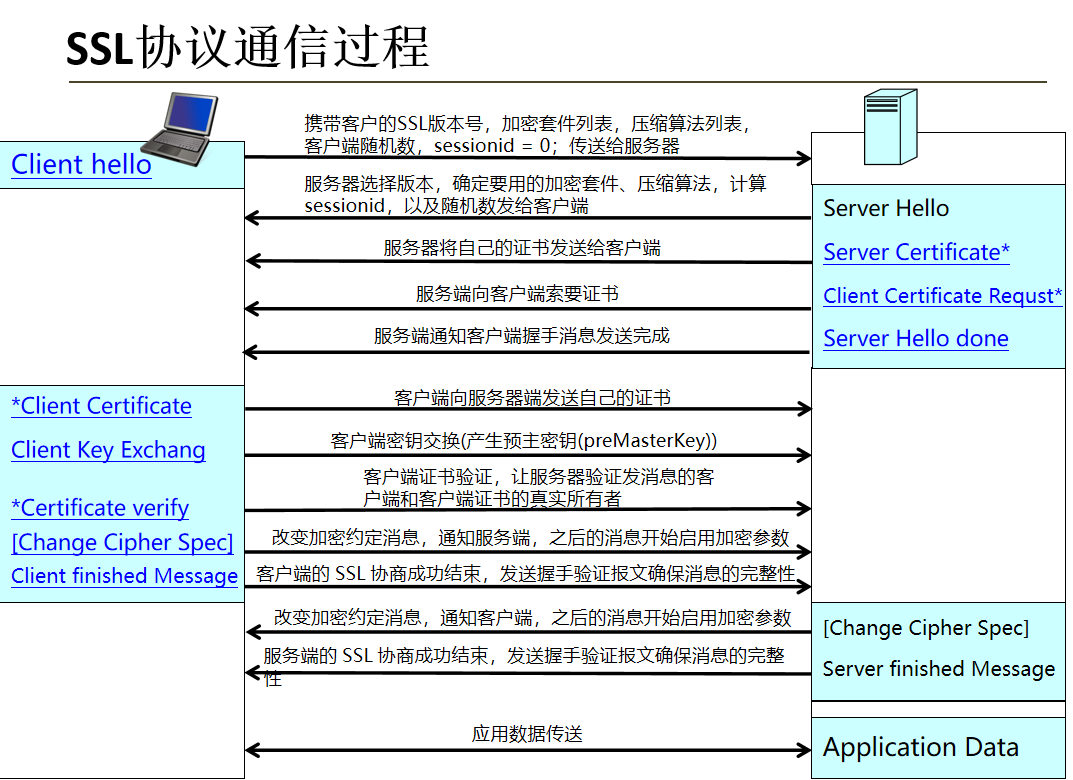 SSL协议通信过程
携带客户的SSL版本号，加密套件列表，压缩算法列表，
客户端随机数，sessionid = 0；传送给服务器
Client hello
服务器选择版本，确定要用的加密套件、压缩算法，计算
sessionid，以及随机数发给客户端
Server Hello
服务器将自己的证书发送给客户端
Server Certificate*
服务端向客户端索要证书
Client Certificate Requst*
服务端通知客户端握手消息发送完成
Server Hello done
*Client Certificate
客户端向服务器端发送自己的证书
Client Key Exchang
客户端密钥交换(产生预主密钥(preMasterKey))
客户端证书验证，让服务器验证发消息的客
户端和客户端证书的真实所有者
*Certificate verify
[Change Cipher Spec]
改变加密约定消息，通知服务端，之后的消息开始启用加密参数
Client finished Message
客户端的 SSL 协商成功结束，发送握手验证报文确保消息的完整性
改变加密约定消息，通知客户端，之后的消息开始启用加密参数
[Change Cipher Spec]
服务端的 SSL 协商成功结束，发送握手验证报文确保消息的完整
性
Server finished Message
应用数据传送
Application Data